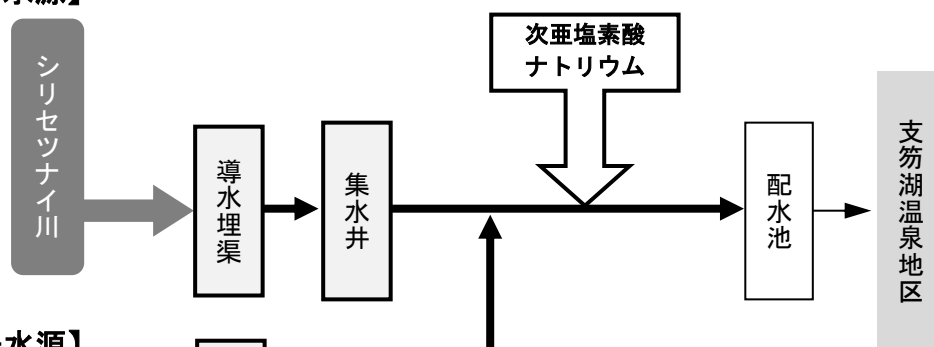 水源】
シリセツナイ川
導水埋渠
集水井
次亜塩素酸
ナトリウム
配水池
支笏湖温泉地区
水源】